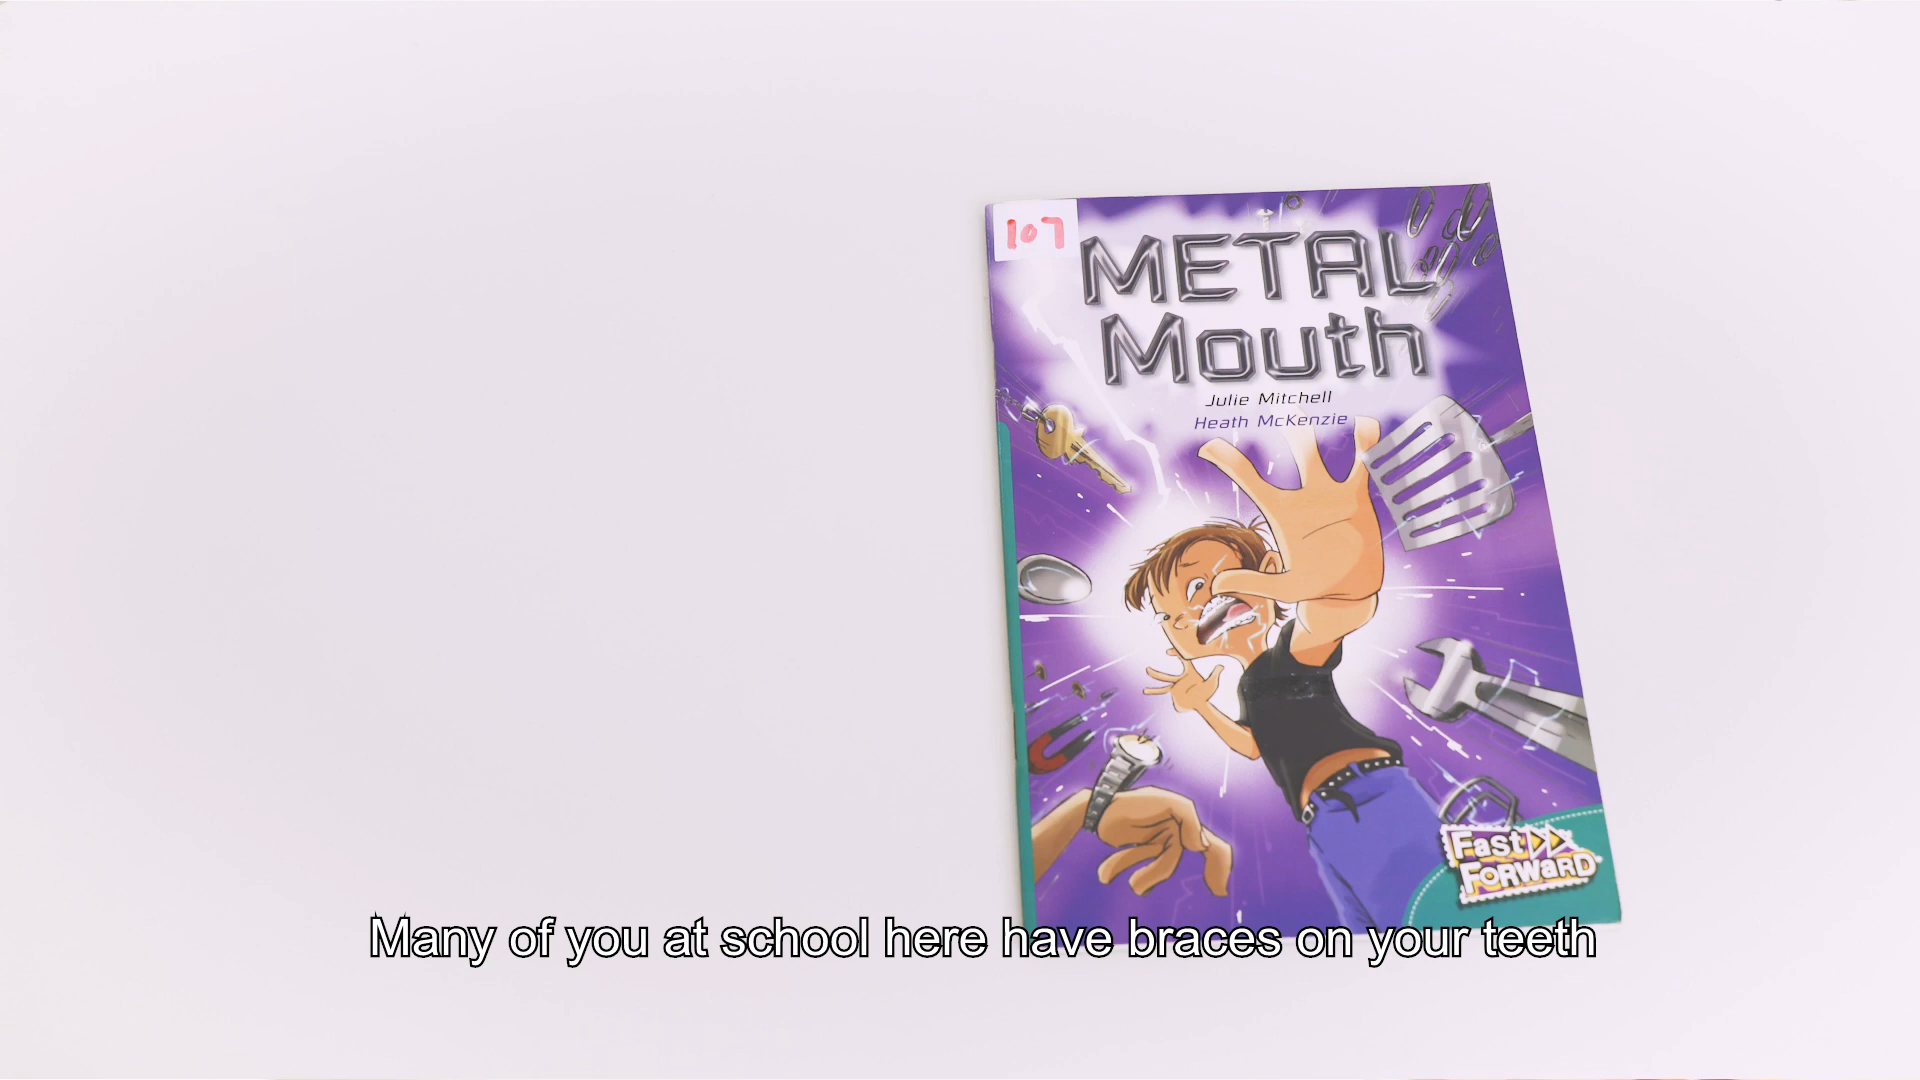 107
METAL
Mouth
Julie Mitchell
Heath McKenzie
Fast
Forward
Many of you at school here have braces on your teeth